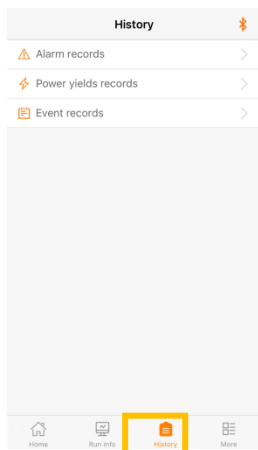 History
Alarm records
Power yields records
Event records
Home Run info History More